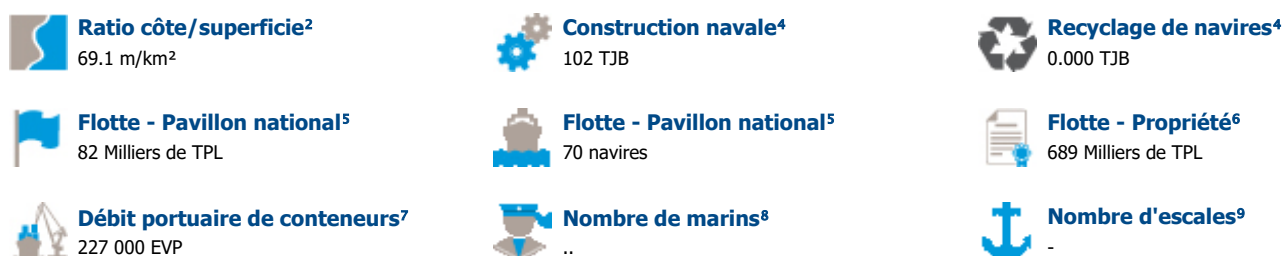 Ratio côte/superficie²
69.1 m/km²
Construction navale⁴
102 TJB
Recyclage de navires⁴
0.000 TJB
Flotte - Pavillon national⁵
82 Milliers de TPL
Flotte - Pavillon national⁵
70 navires
Flotte - Propriété⁶
689 Milliers de TPL
Débit portuaire de conteneurs⁷
227 000 EVP
Nombre de marins⁸
..
Nombre d'escales⁹
-